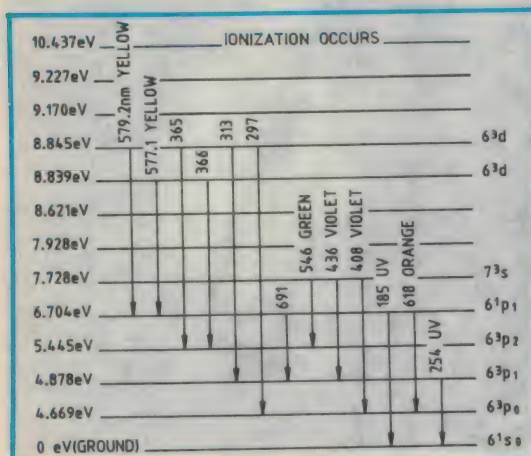 10.437eV IONIZATION OCCURS
9.227eV
9.170eV
8.845eV 6³d
8.839eV 6³d
8.621eV
7.928eV
7.728eV 7³s
6.704eV 6¹p₁
5.445eV 6³p₂
4.878eV 6³p₁
4.669eV 6³p₀
0 eV(GROUND) 6¹s₀
579.2nm YELLOW
577.1 YELLOW
365
366
313
297
691
546 GREEN
436 VIOLET
408 VIOLET
185 UV
618 ORANGE
254 UV